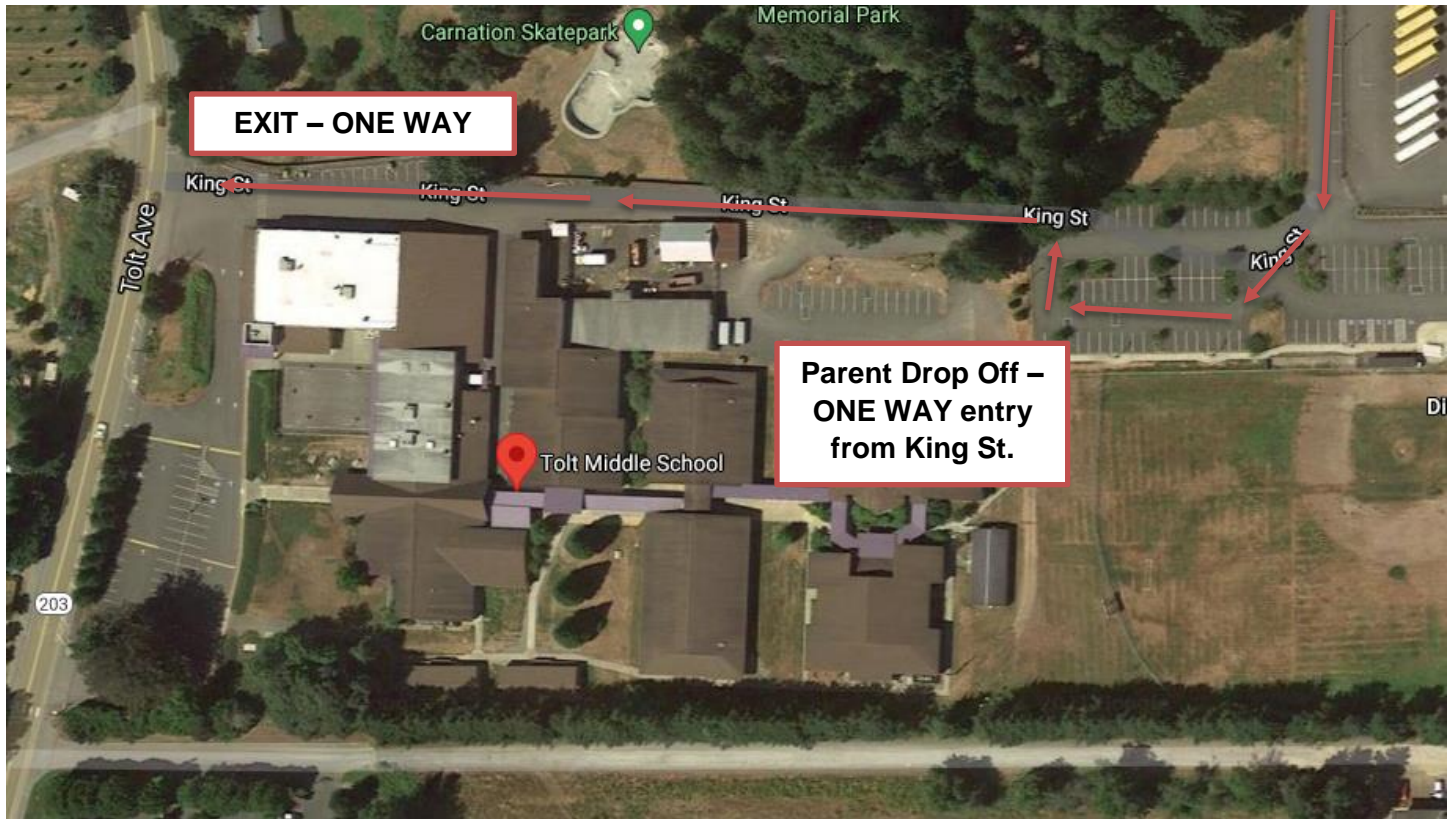 Memorial Park
Carnation Skatepark
EXIT – ONE WAY
King St
King St
King St
King St
King St
Tolt Ave
Parent Drop Off –
ONE WAY entry
from King St.
Di
Tolt Middle School
203